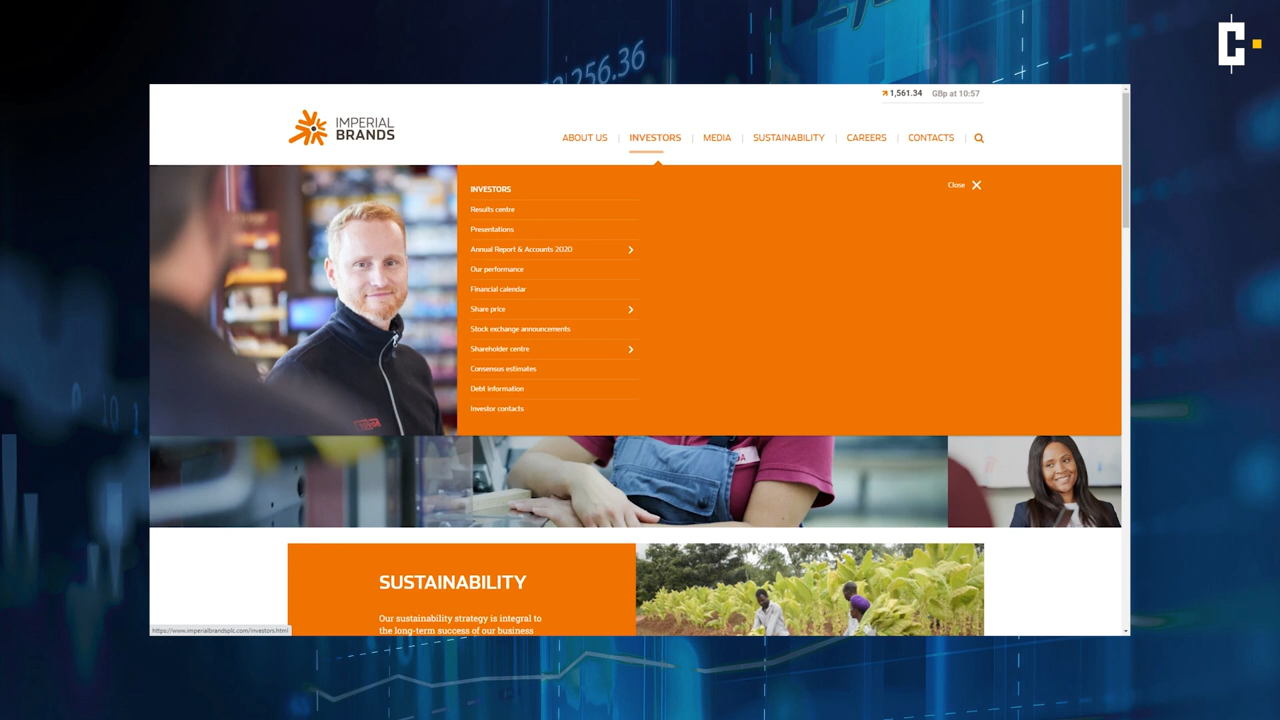 256.36
1,561.34 GBp at 10:57
IMPERIAL
BRANDS
ABOUT US
INVESTORS
MEDIA
SUSTAINABILITY
CAREERS
CONTACTS
Close
INVESTORS
Results centre
Presentations
Annual Report & Accounts 2020
Our performance
Financial calendar
Share price
Stock exchange announcements
Shareholder centre
Consensus estimates
Debt information
Investor contacts
SUSTAINABILITY
Our sustainability strategy is integral to
the long-term success of our business
https://www.imperialbrandsplc.com/investors.html